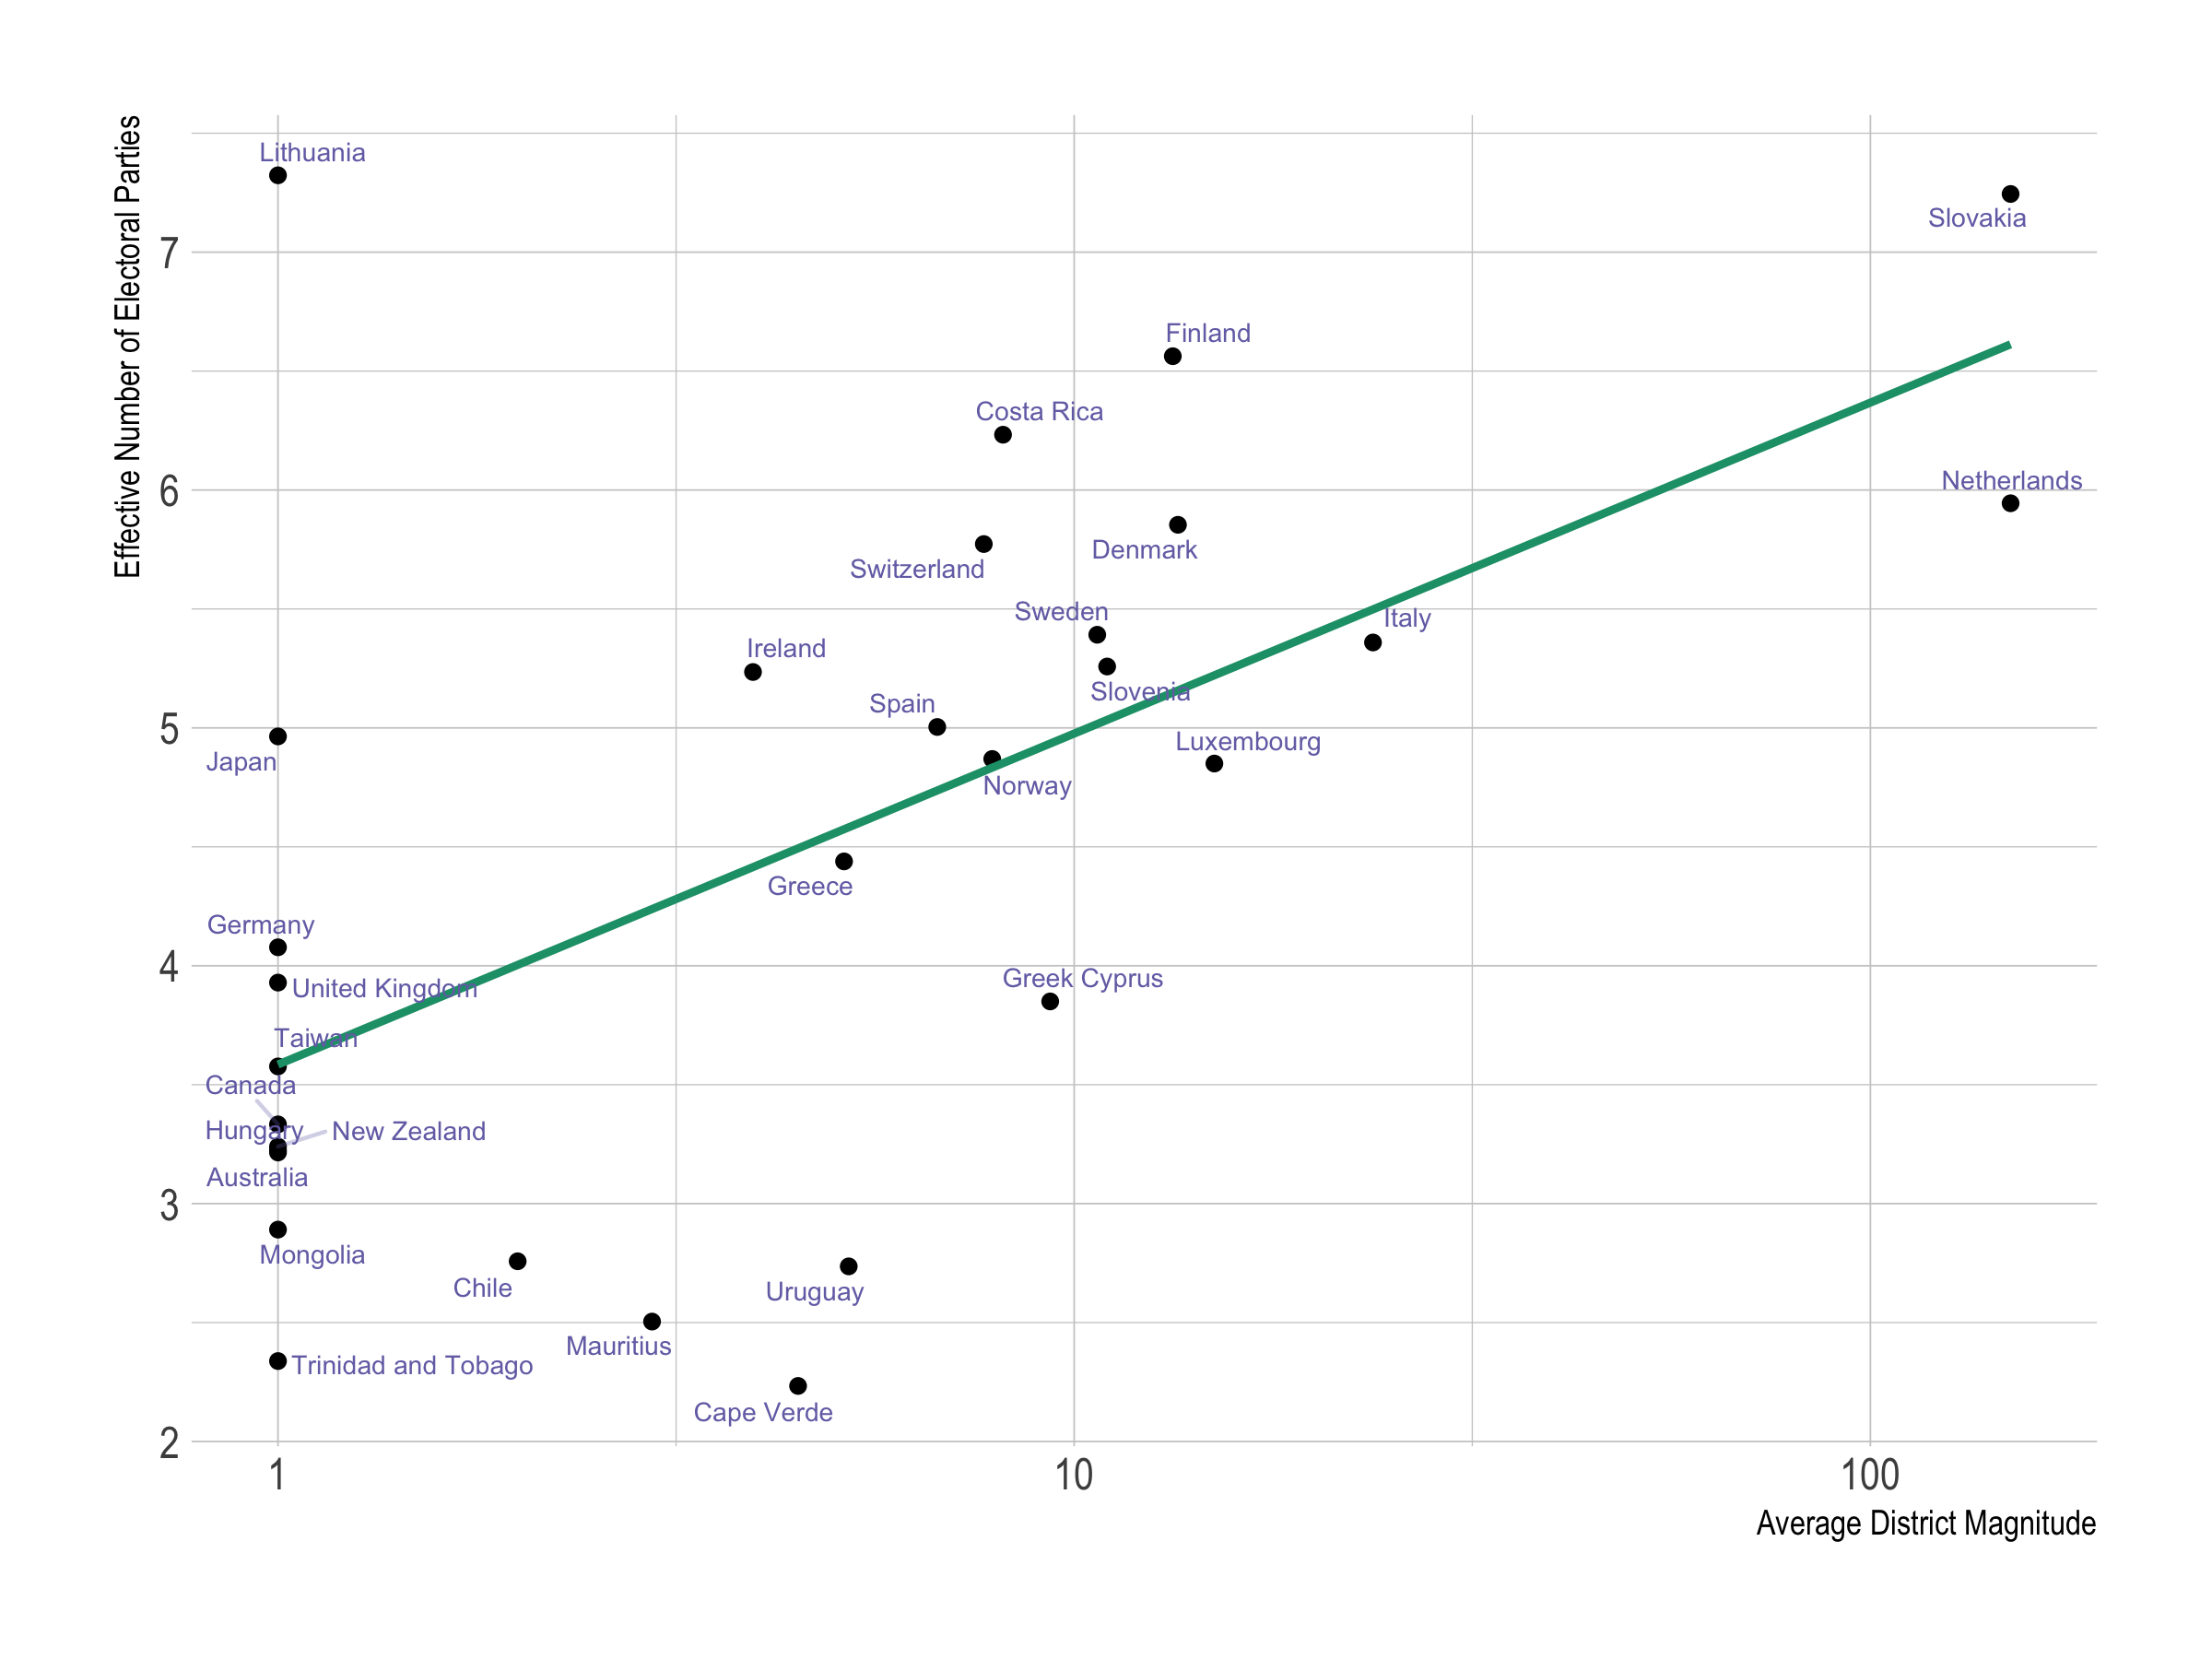 Effective Number of Electoral Parties
Lithuania
Slovakia
7
Finland
Costa Rica
Netherlands
6
Denmark
Switzerland
Sweden
Italy
Ireland
Slovenia
Spain
5
Luxembourg
Japan
Norway
Greece
Germany
4
Greek Cyprus
United Kingdom
Taiwan
Canada
Hungary
New Zealand
Australia
3
Mongolia
Chile
Uruguay
Mauritius
Trinidad and Tobago
Cape Verde
2
1
10
100
Average District Magnitude